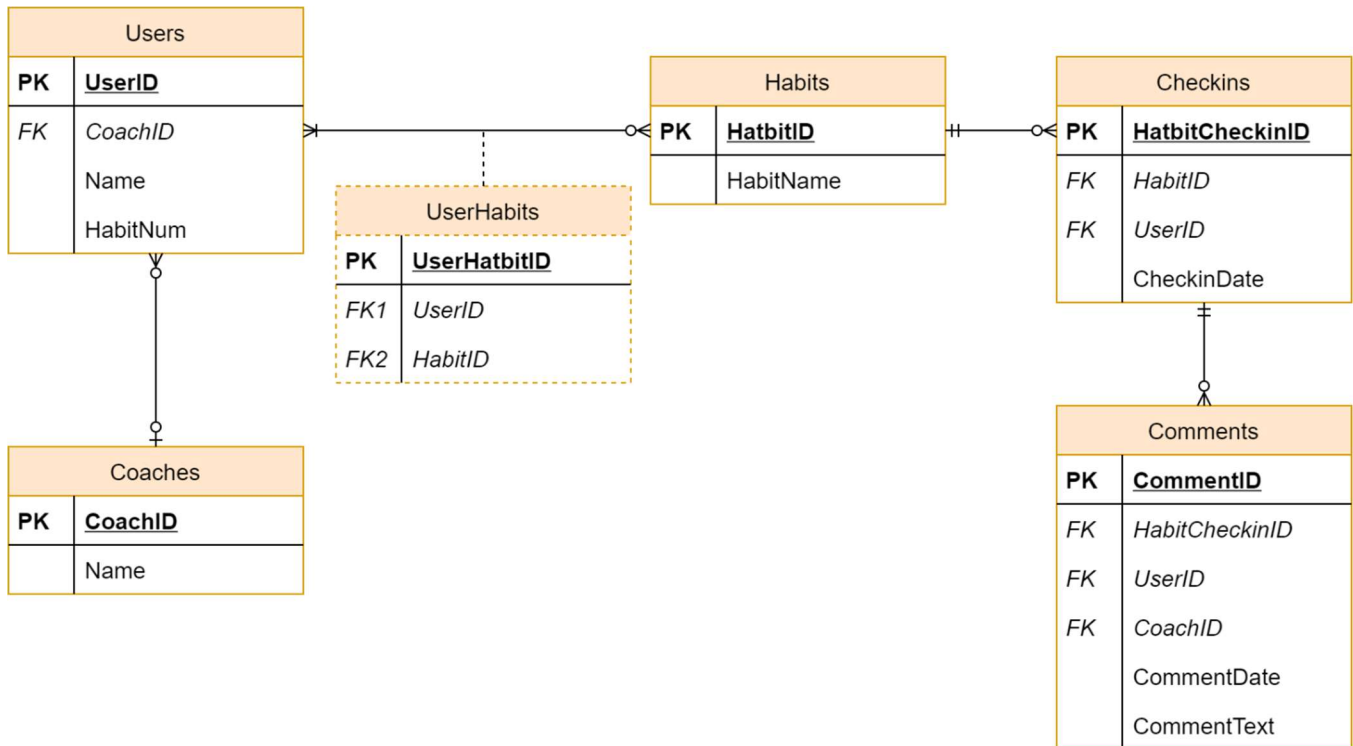 Users
PK UserID
FK CoachID
Name
HabitNum
Habits
PK HatbitID
HabitName
Checkins
PK HatbitCheckinID
FK HabitID
FK UserID
CheckinDate
UserHabits
PK UserHatbitID
FK1 UserID
FK2 HabitID
Coaches
PK CoachID
Name
Comments
PK CommentID
FK HabitCheckinID
FK UserID
FK CoachID
CommentDate
CommentText